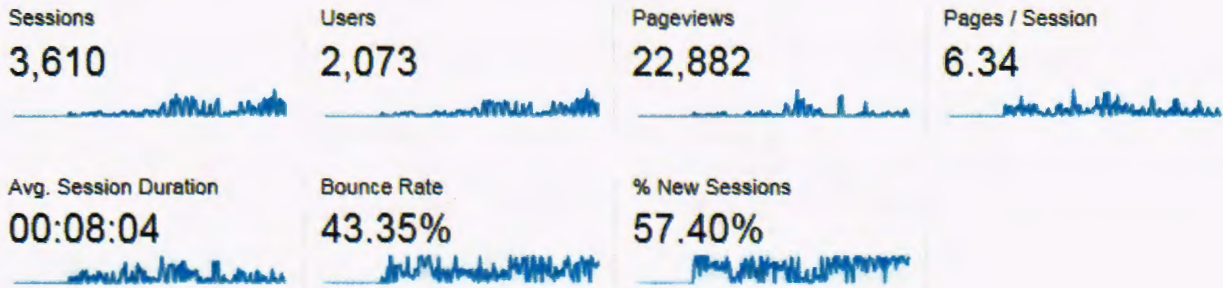 Sessions
3,610
Users
2,073
Pageviews
22,882
Pages / Session
6.34
Avg. Session Duration
00:08:04
Bounce Rate
43.35%
% New Sessions
57.40%